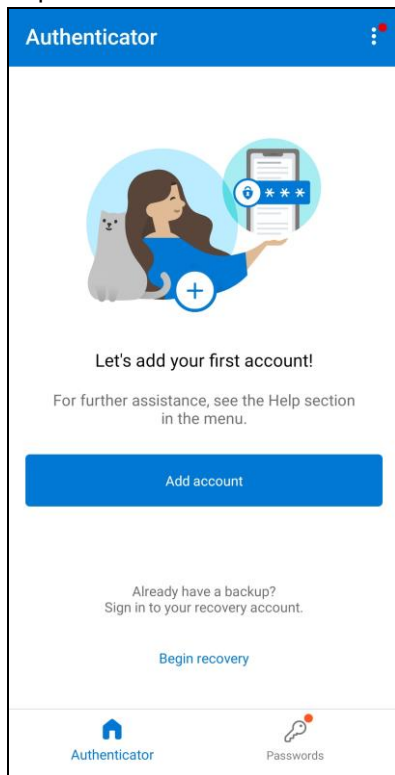 Authenticator
***
Let's add your first account!
For further assistance, see the Help section
in the menu.
Add account
Already have a backup?
Sign in to your recovery account.
Begin recovery
Authenticator
Passwords